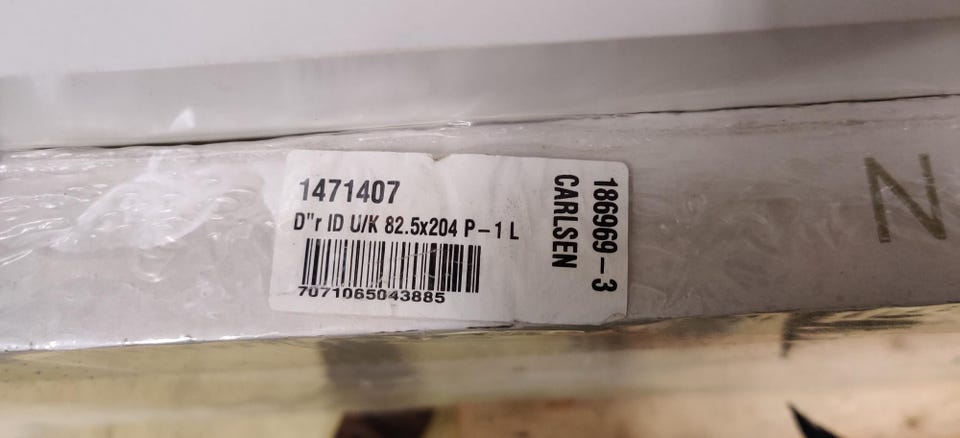 1471407
D"r ID U/K 82.5x204 P-1 L
7071065043885
186969-3
CARLSEN
N